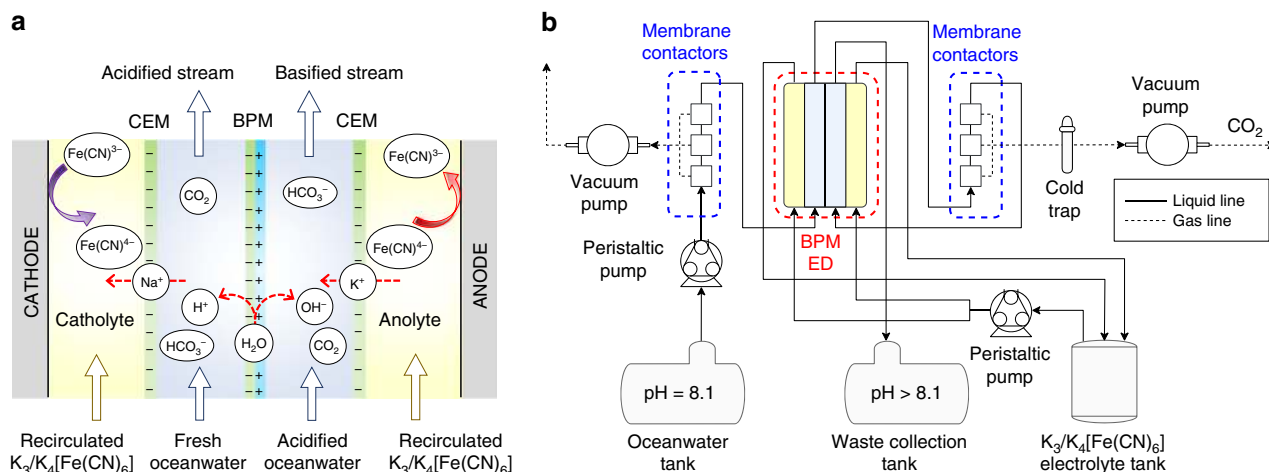 a
Acidified stream
Basified stream
CEM
BPM
CEM
Fe(CN)³⁻
Fe(CN)³⁻
CO₂
HCO₃⁻
Fe(CN)⁴⁻
Fe(CN)⁴⁻
Na⁺
K⁺
H⁺
OH⁻
HCO₃⁻
H₂O
CO₂
CATHODE
Catholyte
Anolyte
ANODE
Recirculated
K₃/K₄[Fe(CN)₆]
Fresh
oceanwater
Acidified
oceanwater
Recirculated
K₃/K₄[Fe(CN)₆]
b
Membrane
contactors
Membrane
contactors
Vacuum
pump
Vacuum
pump
CO₂
Cold
trap
Liquid line
Gas line
BPM
ED
Peristaltic
pump
Peristaltic
pump
pH = 8.1
pH > 8.1
Oceanwater
tank
Waste collection
tank
K₃/K₄[Fe(CN)₆]
electrolyte tank